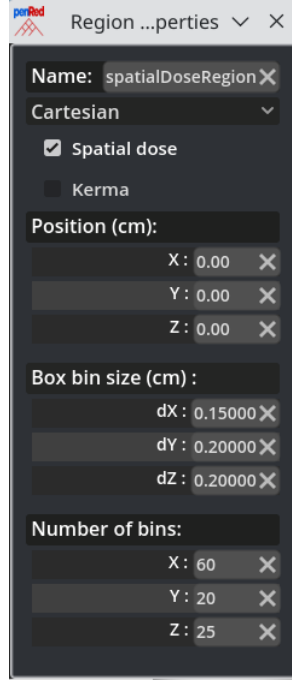 penRed
Region ...perties
Name: spatialDoseRegion
Cartesian
Spatial dose
Kerma
Position (cm):
X : 0.00
Y : 0.00
Z : 0.00
Box bin size (cm) :
dX : 0.15000
dY : 0.20000
dZ : 0.20000
Number of bins:
X : 60
Y : 20
Z : 25